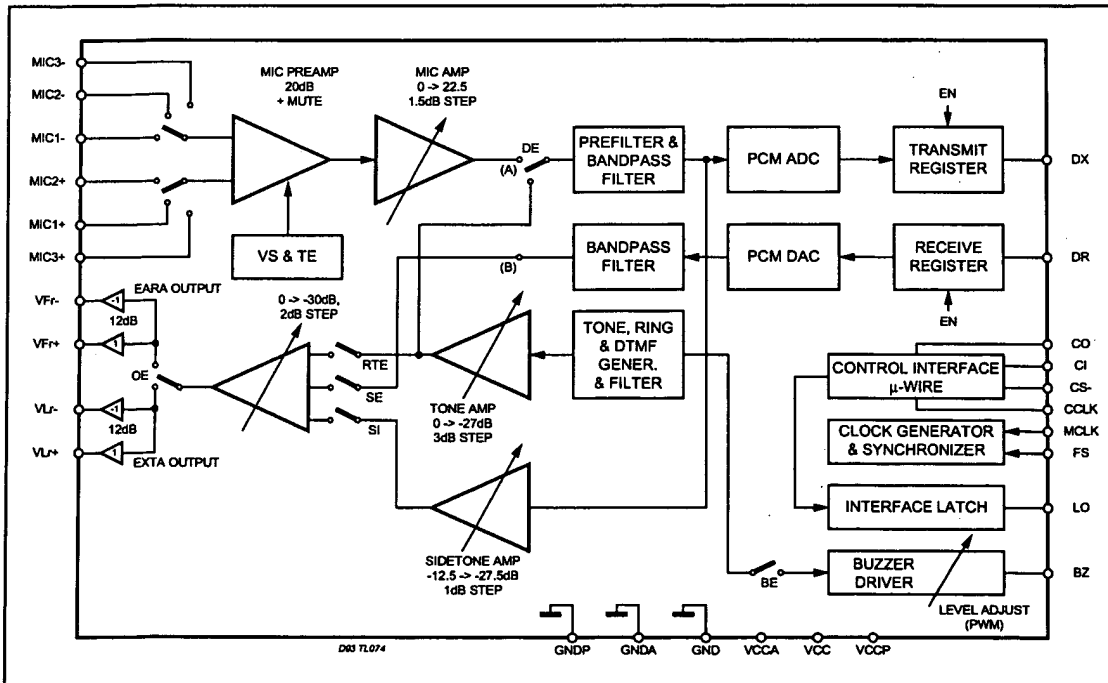 MIC3-
MIC2-
MIC1-
MIC2+
MIC1+
MIC3+
MIC PREAMP
20dB
+ MUTE
MIC AMP
0 -> 22.5
1.5dB STEP
VS & TE
DE
(A)
PREFILTER &
BANDPASS
FILTER
PCM ADC
EN
TRANSMIT
REGISTER
DX
(B)
BANDPASS
FILTER
PCM DAC
RECEIVE
REGISTER
EN
DR
VFr-
EARA OUTPUT
-1
12dB
VFr+
1
OE
VLr-
-1
12dB
VLr+
1
EXTA OUTPUT
0 -> -30dB,
2dB STEP
RTE
SE
SI
TONE AMP
0 -> -27dB
3dB STEP
TONE, RING
& DTMF
GENER.
& FILTER
SIDETONE AMP
-12.5 -> -27.5dB
1dB STEP
CONTROL INTERFACE
µ-WIRE
CO
CI
CS-
CCLK
CLOCK GENERATOR
& SYNCHRONIZER
MCLK
FS
INTERFACE LATCH
LO
BE
BUZZER
DRIVER
BZ
LEVEL ADJUST
(PWM)
D93 TL074
GNDP
GNDA
GND
VCCA
VCC
VCCP